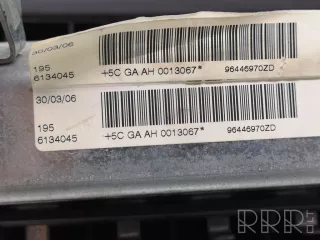 30/03/06
195
6134045
+5C GA AH 0013067*
96446970ZD
30/03/06
195
6134045
+5C GA AH 0013067*
96446970ZD
RRR